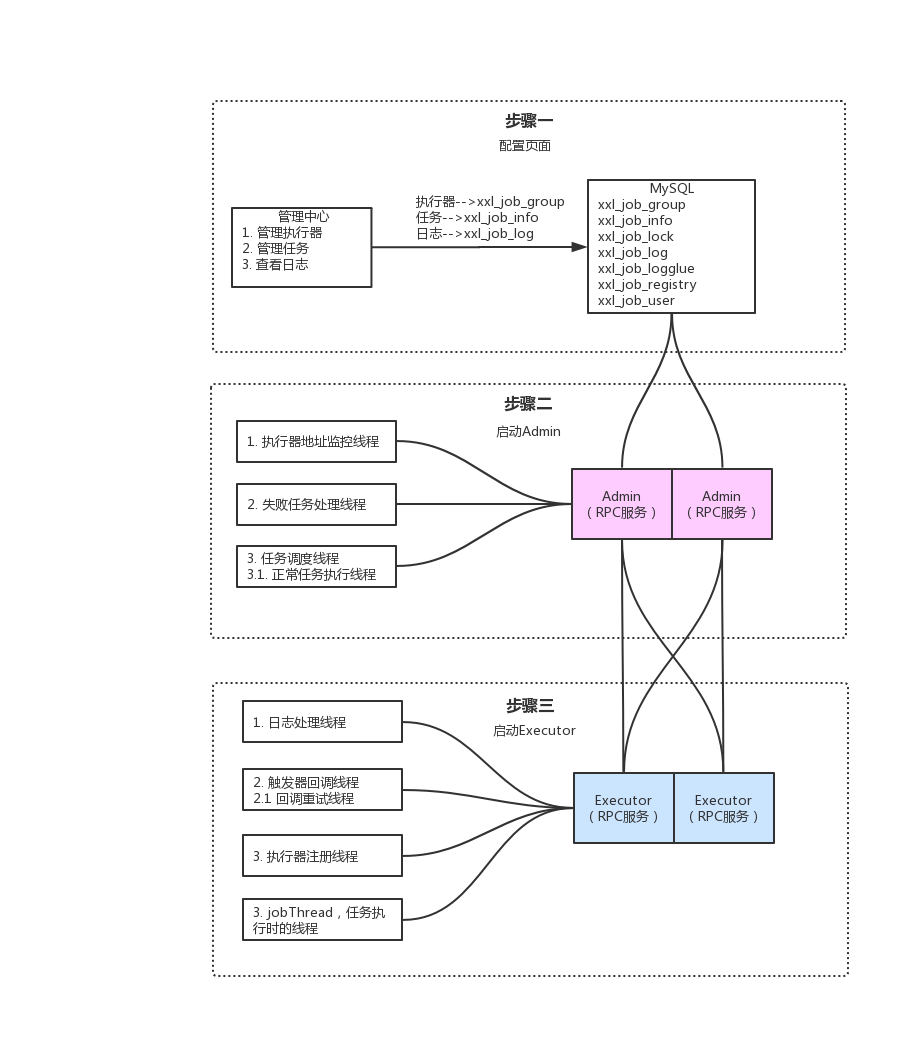 步骤一
配置页面
管理中心
1. 管理执行器
2. 管理任务
3. 查看日志
执行器-->xxl_job_group
任务-->xxl_job_info
日志-->xxl_job_log
MySQL
xxl_job_group
xxl_job_info
xxl_job_lock
xxl_job_log
xxl_job_logglue
xxl_job_registry
xxl_job_user
步骤二
启动Admin
1. 执行器地址监控线程
2. 失败任务处理线程
3. 任务调度线程
3.1. 正常任务执行线程
Admin
（RPC服务）
Admin
（RPC服务）
步骤三
启动Executor
1. 日志处理线程
2. 触发器回调线程
2.1 回调重试线程
3. 执行器注册线程
3. jobThread，任务执
行时的线程
Executor
（RPC服务）
Executor
（RPC服务）